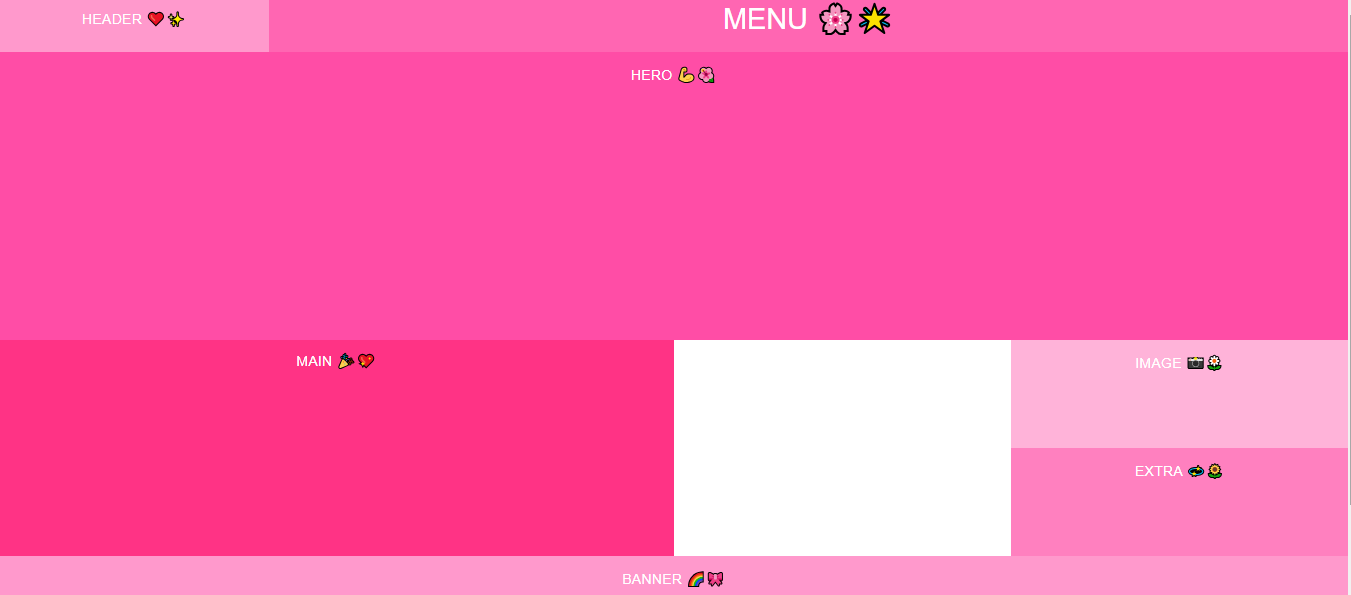 HEADER ❤️✨
MENU 🌸🌟
HERO 💪🌺
MAIN 🎉💖
IMAGE 📸🌼
EXTRA 💫🌻
BANNER 🌈🎀